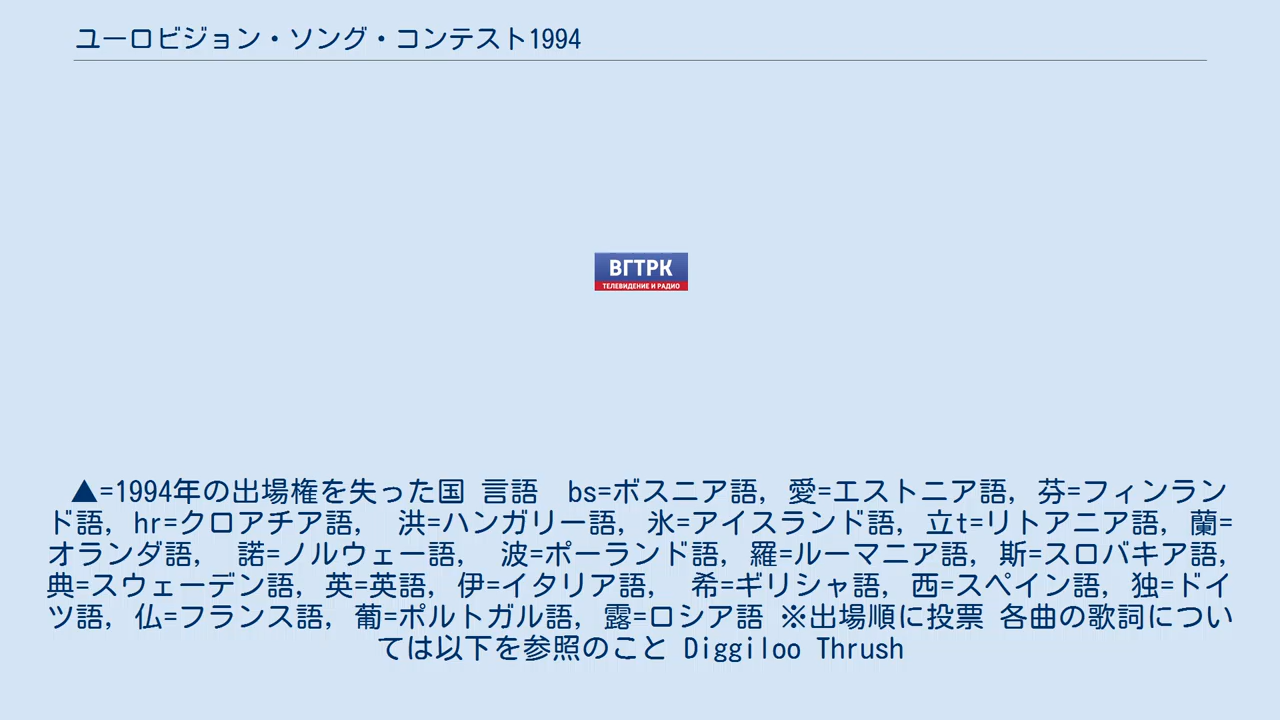 ユーロビジョン・ソング・コンテスト1994
ВГТРК
ТЕЛЕВИДЕНИЕ И РАДИО
▲=1994年の出場権を失った国 言語　bs=ボスニア語, 愛=エストニア語, 芬=フィンラン
ド語, hr=クロアチア語,　洪=ハンガリー語, 氷=アイスランド語, 立t=リトアニア語, 蘭=
オランダ語,　諾=ノルウェー語,　波=ポーランド語, 羅=ルーマニア語, 斯=スロバキア語,
典=スウェーデン語, 英=英語, 伊=イタリア語,　希=ギリシャ語, 西=スペイン語, 独=ドイ
ツ語, 仏=フランス語, 葡=ポルトガル語, 露=ロシア語 ※出場順に投票 各曲の歌詞につい
ては以下を参照のこと Diggiloo Thrush